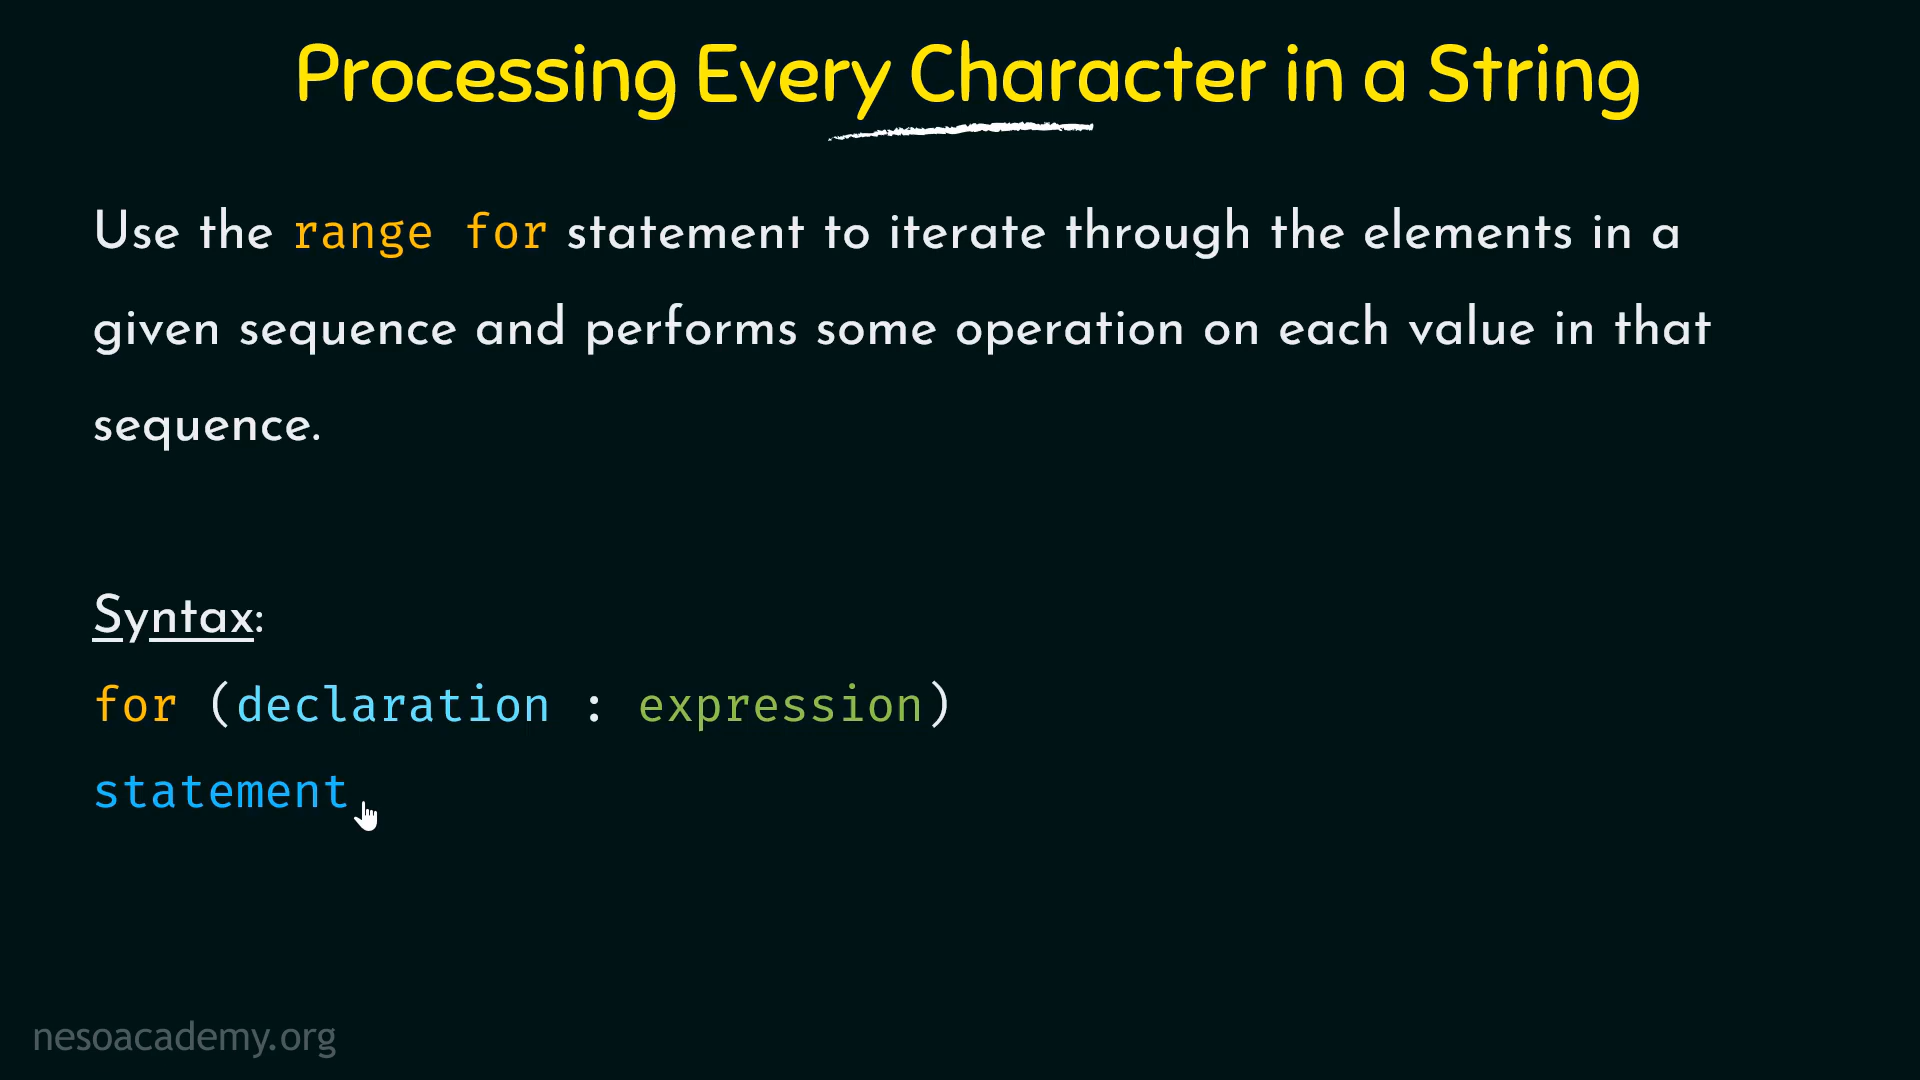 Processing Every Character in a String
Use the range for statement to iterate through the elements in a
given sequence and performs some operation on each value in that
sequence.
Syntax:
for (declaration : expression)
statement
nesoacademy.org